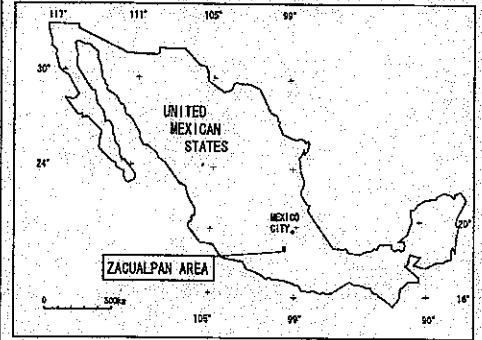 117° 111° 105° 99°
30°
UNITED
MEXICAN
STATES
24°
MEXICO
CITY
20°
ZACUALPAN AREA
0 500km
16°
105° 99° 90°